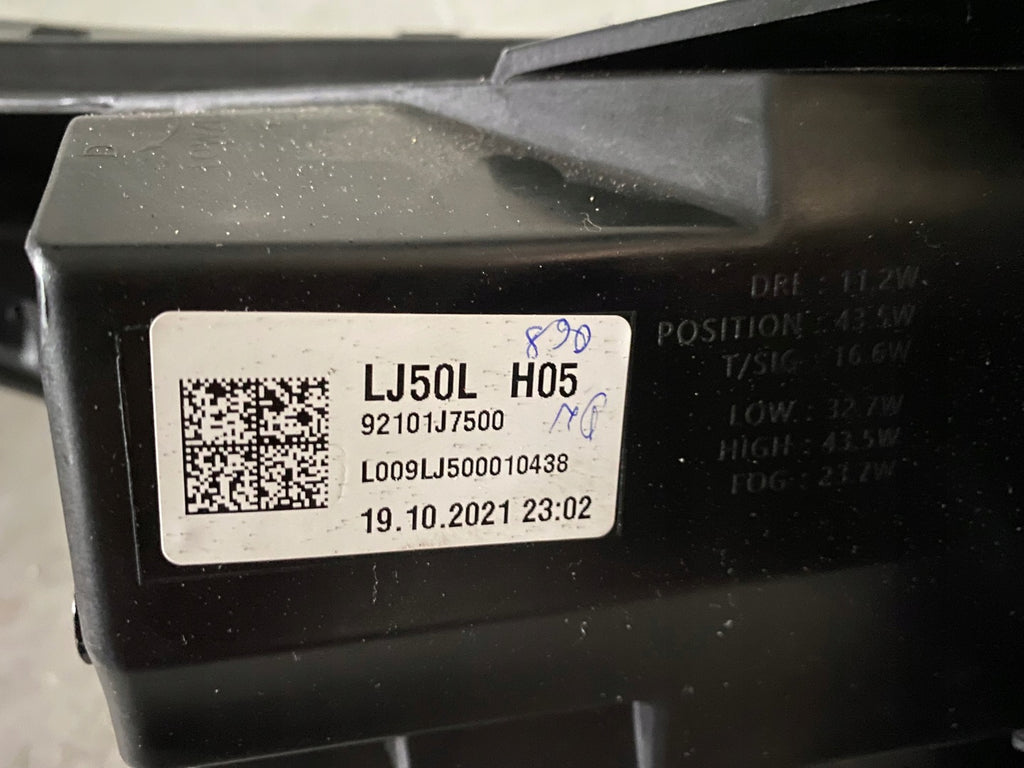 890
LJ50L H05
92101J7500
L009LJ500010438
19.10.2021 23:02
DRL : 11.2W
POSITION : 43.5W
T/SIG : 16.6W
LOW : 32.7W
HIGH : 43.5W
FOG : 23.2W